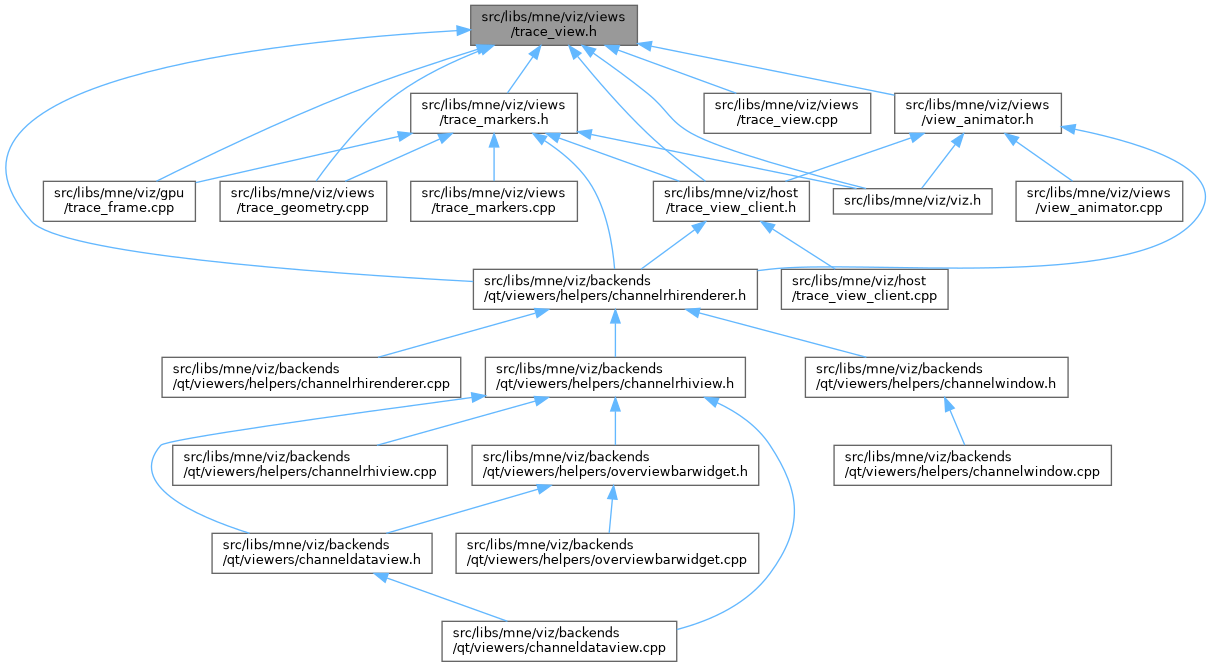 src/libs/mne/viz/views
/trace_view.h
src/libs/mne/viz/views
/trace_markers.h
src/libs/mne/viz/views
/trace_view.cpp
src/libs/mne/viz/views
/view_animator.h
src/libs/mne/viz/gpu
/trace_frame.cpp
src/libs/mne/viz/views
/trace_geometry.cpp
src/libs/mne/viz/views
/trace_markers.cpp
src/libs/mne/viz/host
/trace_view_client.h
src/libs/mne/viz/viz.h
src/libs/mne/viz/views
/view_animator.cpp
src/libs/mne/viz/backends
/qt/viewers/helpers/channelrhirenderer.h
src/libs/mne/viz/host
/trace_view_client.cpp
src/libs/mne/viz/backends
/qt/viewers/helpers/channelrhirenderer.cpp
src/libs/mne/viz/backends
/qt/viewers/helpers/channelrhiview.h
src/libs/mne/viz/backends
/qt/viewers/helpers/channelwindow.h
src/libs/mne/viz/backends
/qt/viewers/helpers/channelrhiview.cpp
src/libs/mne/viz/backends
/qt/viewers/helpers/overviewbarwidget.h
src/libs/mne/viz/backends
/qt/viewers/helpers/channelwindow.cpp
src/libs/mne/viz/backends
/qt/viewers/channeldataview.h
src/libs/mne/viz/backends
/qt/viewers/helpers/overviewbarwidget.cpp
src/libs/mne/viz/backends
/qt/viewers/channeldataview.cpp